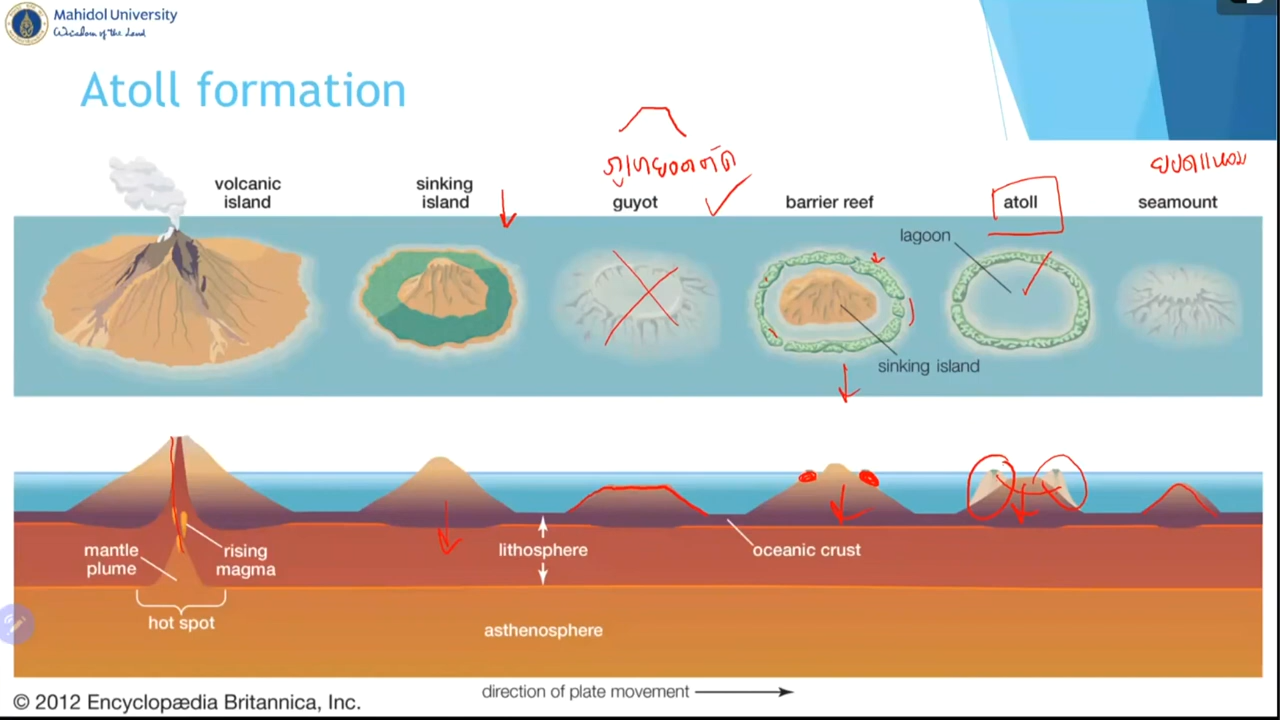 Mahidol University
Wisdom of the Land
Atoll formation
ภูเขายอดตัด
ยอดแหลม
volcanic
island
sinking
island
guyot
barrier reef
atoll
seamount
lagoon
sinking island
mantle
plume
rising
magma
lithosphere
oceanic crust
hot spot
asthenosphere
direction of plate movement
© 2012 Encyclopædia Britannica, Inc.